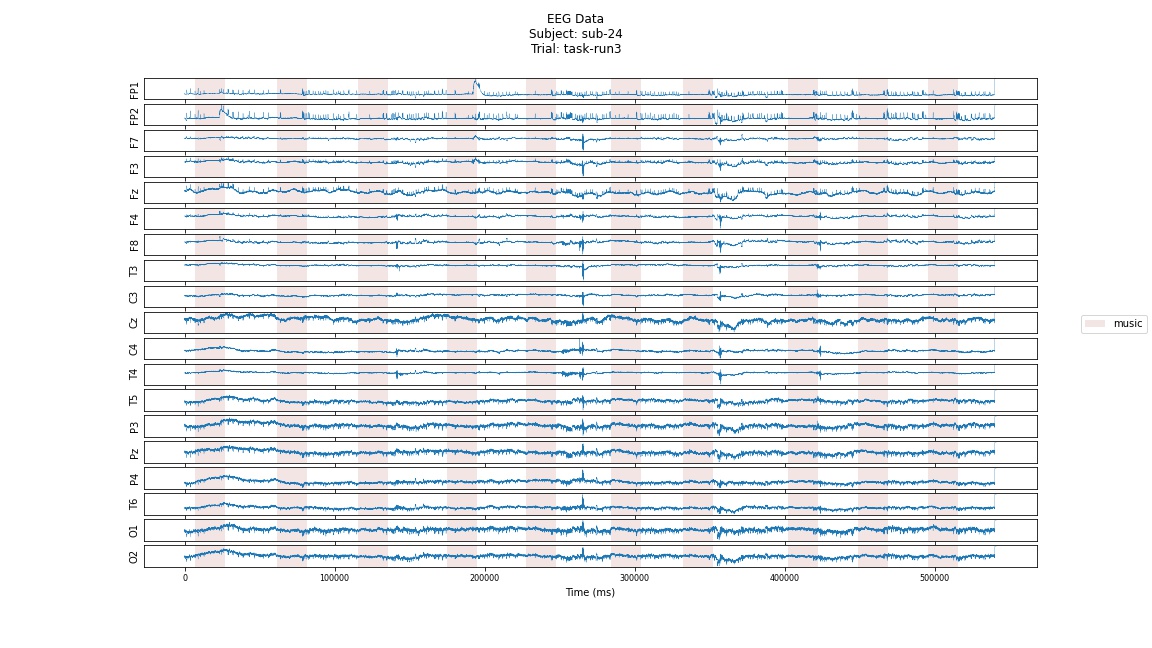 EEG Data
Subject: sub-24
Trial: task-run3
FP1
FP2
F7
F3
Fz
F4
F8
T3
C3
Cz
C4
T4
T5
P3
Pz
P4
T6
O1
O2
music
0 100000 200000 300000 400000 500000
Time (ms)